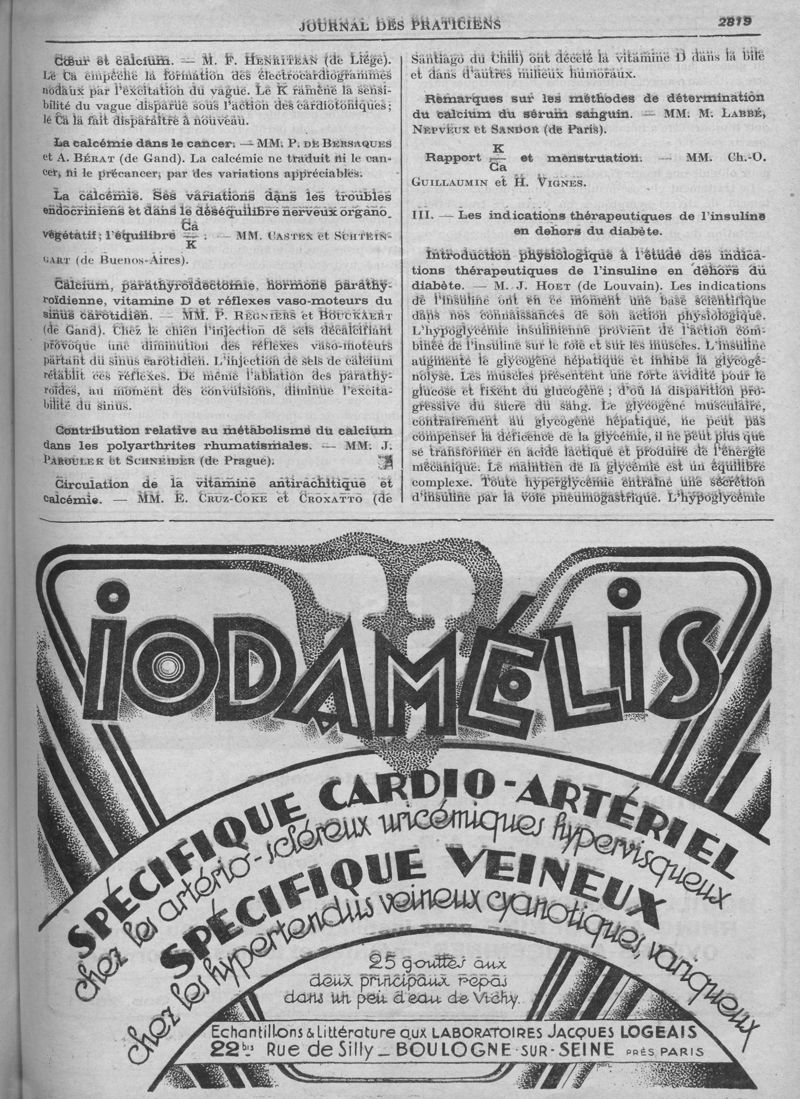 JOURNAL DES PRATICIENS
2819
Cœur et calcium. — M. F. HENRITEAN (de Liége).
Le Ca empêche la formation des électrocardiogrammes
nodaux par l'excitation du vague. Le K ramène la sensi-
bilité du vague disparue sous l'action des cardiotoniques;
le Ca la fait disparaître à nouveau.
La calcémie dans le cancer. — MM. P. DE BERSAQUES
et A. BÉRAT (de Gand). La calcémie ne traduit ni le can-
cer, ni le précancer, par des variations appréciables.
La calcémie. Ses variations dans les troubles
endocriniens et dans le déséquilibre nerveux organo-
végétatif; l'équilibre Ca/K. — MM. CASTEX et SCHTEIN-
GART (de Buenos-Aires).
Calcium, parathyroïdectomie, hormone parathy-
roïdienne, vitamine D et réflexes vaso-moteurs du
sinus carotidien. — MM. P. REGNIERS et BOUCKAERT
(de Gand). Chez le chien l'injection de sels décalcifiant
provoque une diminution des réflexes vaso-moteurs
partant du sinus carotidien. L'injection de sels de calcium
rétablit ces réflexes. De même l'ablation des parathy-
roïdes, au moment des convulsions, diminue l'excita-
bilité du sinus.
Contribution relative au métabolisme du calcium
dans les polyarthrites rhumatismales. — MM. J.
PAROULEK et SCHNEIDER (de Prague).
Circulation de la vitamine antirachitique et
calcémie. — MM. E. CRUZ-COKE et CROXATTO (de
Santiago du Chili) ont décelé la vitamine D dans la bile
et dans d'autres milieux humoraux.
Remarques sur les méthodes de détermination
du calcium du sérum sanguin. — MM. M. LABBÉ,
NEPVEUX et SANDOR (de Paris).
Rapport K/Ca et menstruation. — MM. Ch.-O.
GUILLAUMIN et H. VIGNES.
III. — Les indications thérapeutiques de l'insuline
en dehors du diabète.
Introduction physiologique à l'étude des indica-
tions thérapeutiques de l'insuline en dehors du
diabète. — M. J. HOET (de Louvain). Les indications
de l'insuline ont en ce moment une base scientifique
dans nos connaissances de son action physiologique.
L'hypoglycémie insulinienne provient de l'action com-
binée de l'insuline sur le foie et sur les muscles. L'insuline
augmente le glycogène hépatique et inhibe la glycogé-
nolyse. Les muscles présentent une forte avidité pour le
glucose et fixent du glucogène; d'où la disparition pro-
gressive du sucre du sang. Le glycogène musculaire,
contrairement au glycogène hépatique, ne peut pas
compenser la déficence de la glycémie, il ne peut plus que
se transformer en acide lactique et produire de l'énergie
mécanique. Le maintien de la glycémie est un équilibre
complexe. Toute hyperglycémie entraîne une sécrétion
d'insuline par la voie pneumogastrique. L'hypoglycémie
IODAMÉLIS
SPÉCIFIQUE CARDIO-ARTÉRIEL
chez les artério-scléreux uricémiques hypervisqueux
SPÉCIFIQUE VEINEUX
chez les hypertendus veineux cyanotiques, variqueux
25 gouttes aux
deux principaux repas
dans un peu d'eau de Vichy.
Echantillons & Littérature aux LABORATOIRES JACQUES LOGEAIS
22bis Rue de Silly _ BOULOGNE-SUR-SEINE PRÈS PARIS